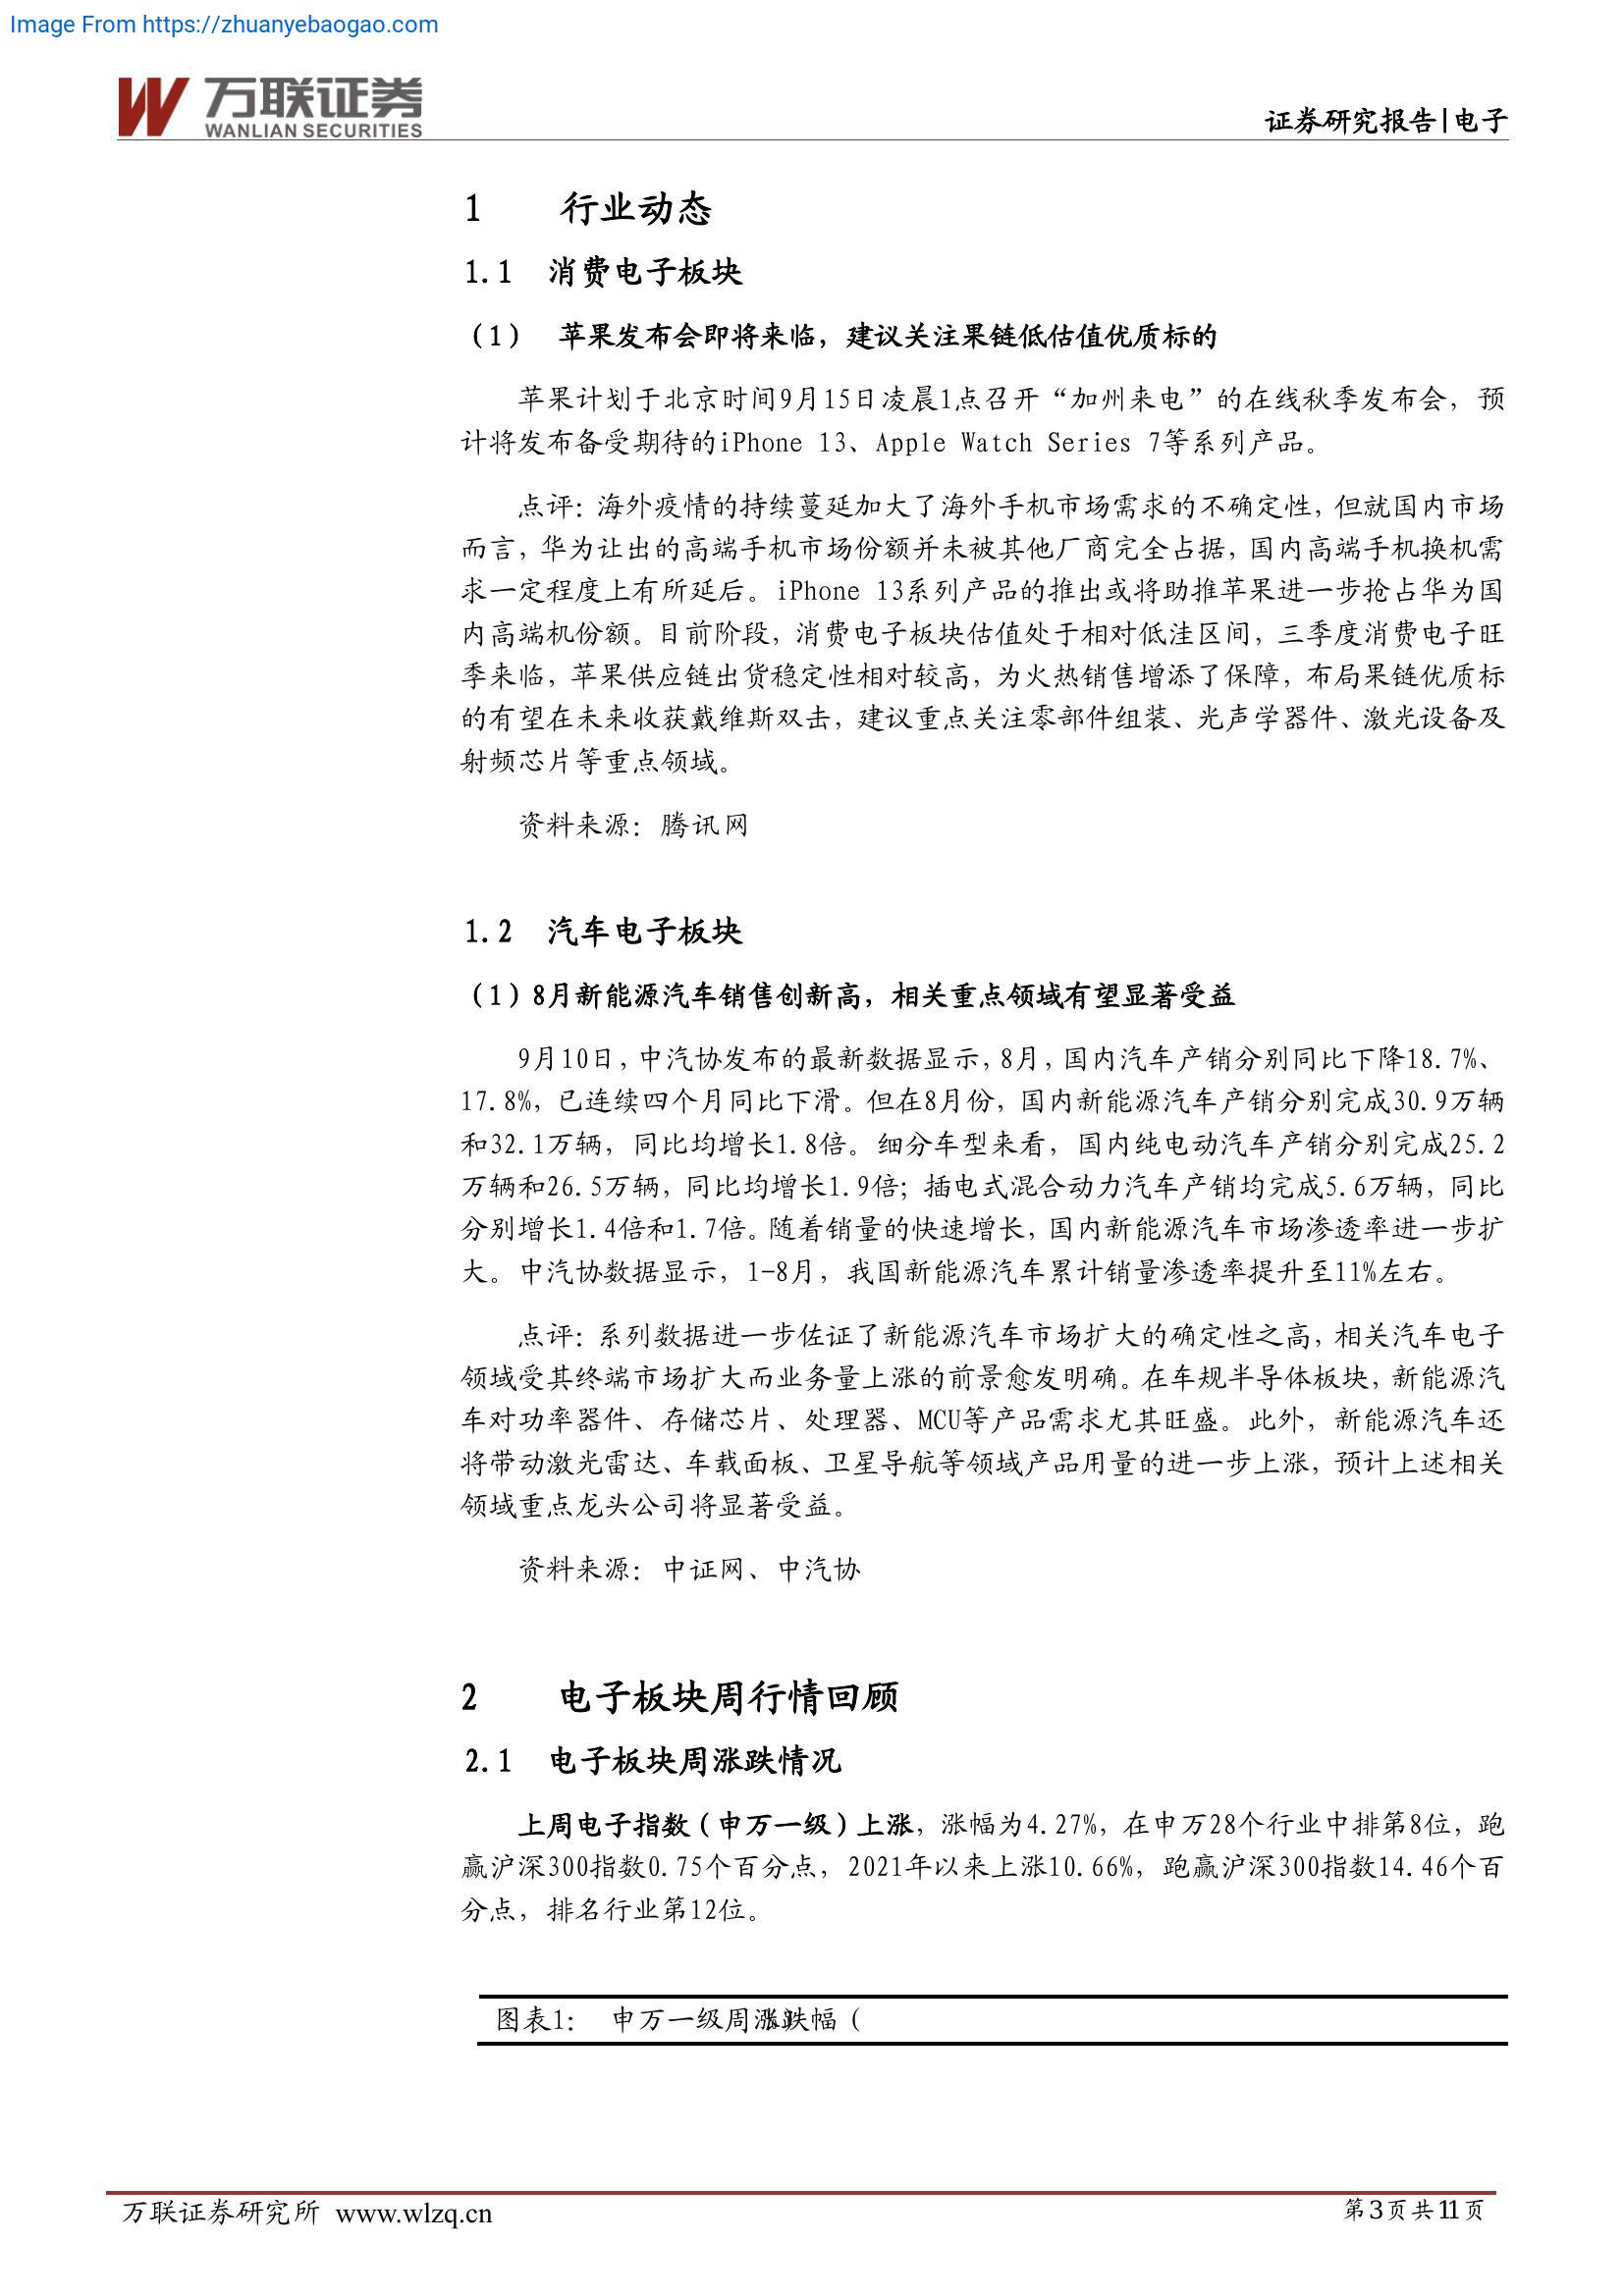 Image From https://zhuanyebaogao.com
万联证券
WANLIAN SECURITIES
证券研究报告|电子
1 行业动态
1.1 消费电子板块
（1） 苹果发布会即将来临，建议关注果链低估值优质标的
苹果计划于北京时间9月15日凌晨1点召开“加州来电”的在线秋季发布会，预
计将发布备受期待的iPhone 13、Apple Watch Series 7等系列产品。
点评：海外疫情的持续蔓延加大了海外手机市场需求的不确定性，但就国内市场
而言，华为让出的高端手机市场份额并未被其他厂商完全占据，国内高端手机换机需
求一定程度上有所延后。iPhone 13系列产品的推出或将助推苹果进一步抢占华为国
内高端机份额。目前阶段，消费电子板块估值处于相对低洼区间，三季度消费电子旺
季来临，苹果供应链出货稳定性相对较高，为火热销售增添了保障，布局果链优质标
的有望在未来收获戴维斯双击，建议重点关注零部件组装、光声学器件、激光设备及
射频芯片等重点领域。
资料来源：腾讯网
1.2 汽车电子板块
（1）8月新能源汽车销售创新高，相关重点领域有望显著受益
9月10日，中汽协发布的最新数据显示，8月，国内汽车产销分别同比下降18.7%、
17.8%，已连续四个月同比下滑。但在8月份，国内新能源汽车产销分别完成30.9万辆
和32.1万辆，同比均增长1.8倍。细分车型来看，国内纯电动汽车产销分别完成25.2
万辆和26.5万辆，同比均增长1.9倍；插电式混合动力汽车产销均完成5.6万辆，同比
分别增长1.4倍和1.7倍。随着销量的快速增长，国内新能源汽车市场渗透率进一步扩
大。中汽协数据显示，1-8月，我国新能源汽车累计销量渗透率提升至11%左右。
点评：系列数据进一步佐证了新能源汽车市场扩大的确定性之高，相关汽车电子
领域受其终端市场扩大而业务量上涨的前景愈发明确。在车规半导体板块，新能源汽
车对功率器件、存储芯片、处理器、MCU等产品需求尤其旺盛。此外，新能源汽车还
将带动激光雷达、车载面板、卫星导航等领域产品用量的进一步上涨，预计上述相关
领域重点龙头公司将显著受益。
资料来源：中证网、中汽协
2 电子板块周行情回顾
2.1 电子板块周涨跌情况
上周电子指数（申万一级）上涨，涨幅为4.27%，在申万28个行业中排第8位，跑
赢沪深300指数0.75个百分点，2021年以来上涨10.66%，跑赢沪深300指数14.46个百
分点，排名行业第12位。
图表1： 申万一级周涨跌幅（
万联证券研究所 www.wlzq.cn
第3页共11页